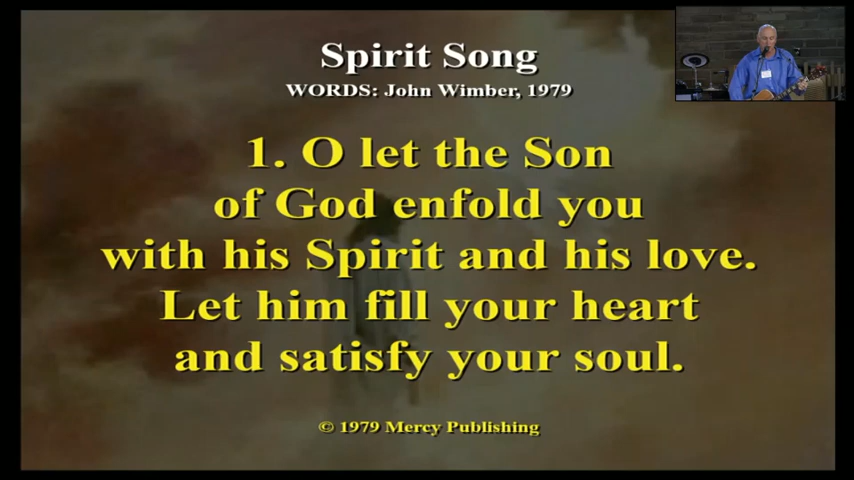 Spirit Song
WORDS: John Wimber, 1979
1. O let the Son
of God enfold you
with his Spirit and his love.
Let him fill your heart
and satisfy your soul.
© 1979 Mercy Publishing